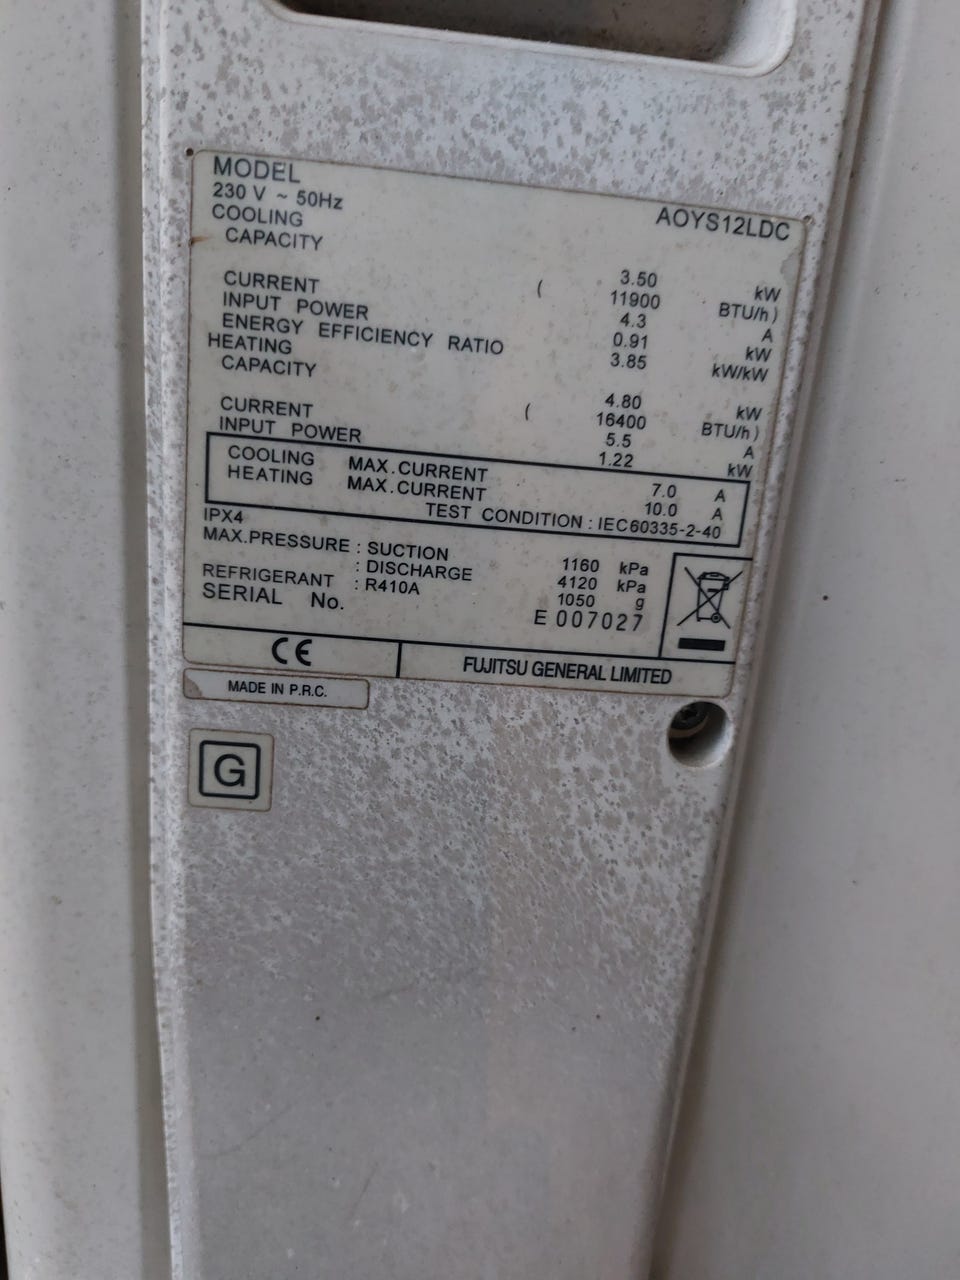 MODEL AOYS12LDC
230 V ~ 50Hz
COOLING
CAPACITY 3.50 kW
( 11900 BTU/h )
CURRENT 4.3 A
INPUT POWER 0.91 kW
ENERGY EFFICIENCY RATIO 3.85 kW/kW
HEATING
CAPACITY 4.80 kW
( 16400 BTU/h )
CURRENT 5.5 A
INPUT POWER 1.22 kW
COOLING MAX.CURRENT 7.0 A
HEATING MAX.CURRENT 10.0 A
TEST CONDITION : IEC60335-2-40
IPX4
MAX.PRESSURE : SUCTION 1160 kPa
: DISCHARGE 4120 kPa
REFRIGERANT : R410A 1050 g
SERIAL No. E 007027
CE FUJITSU GENERAL LIMITED
MADE IN P.R.C.
G